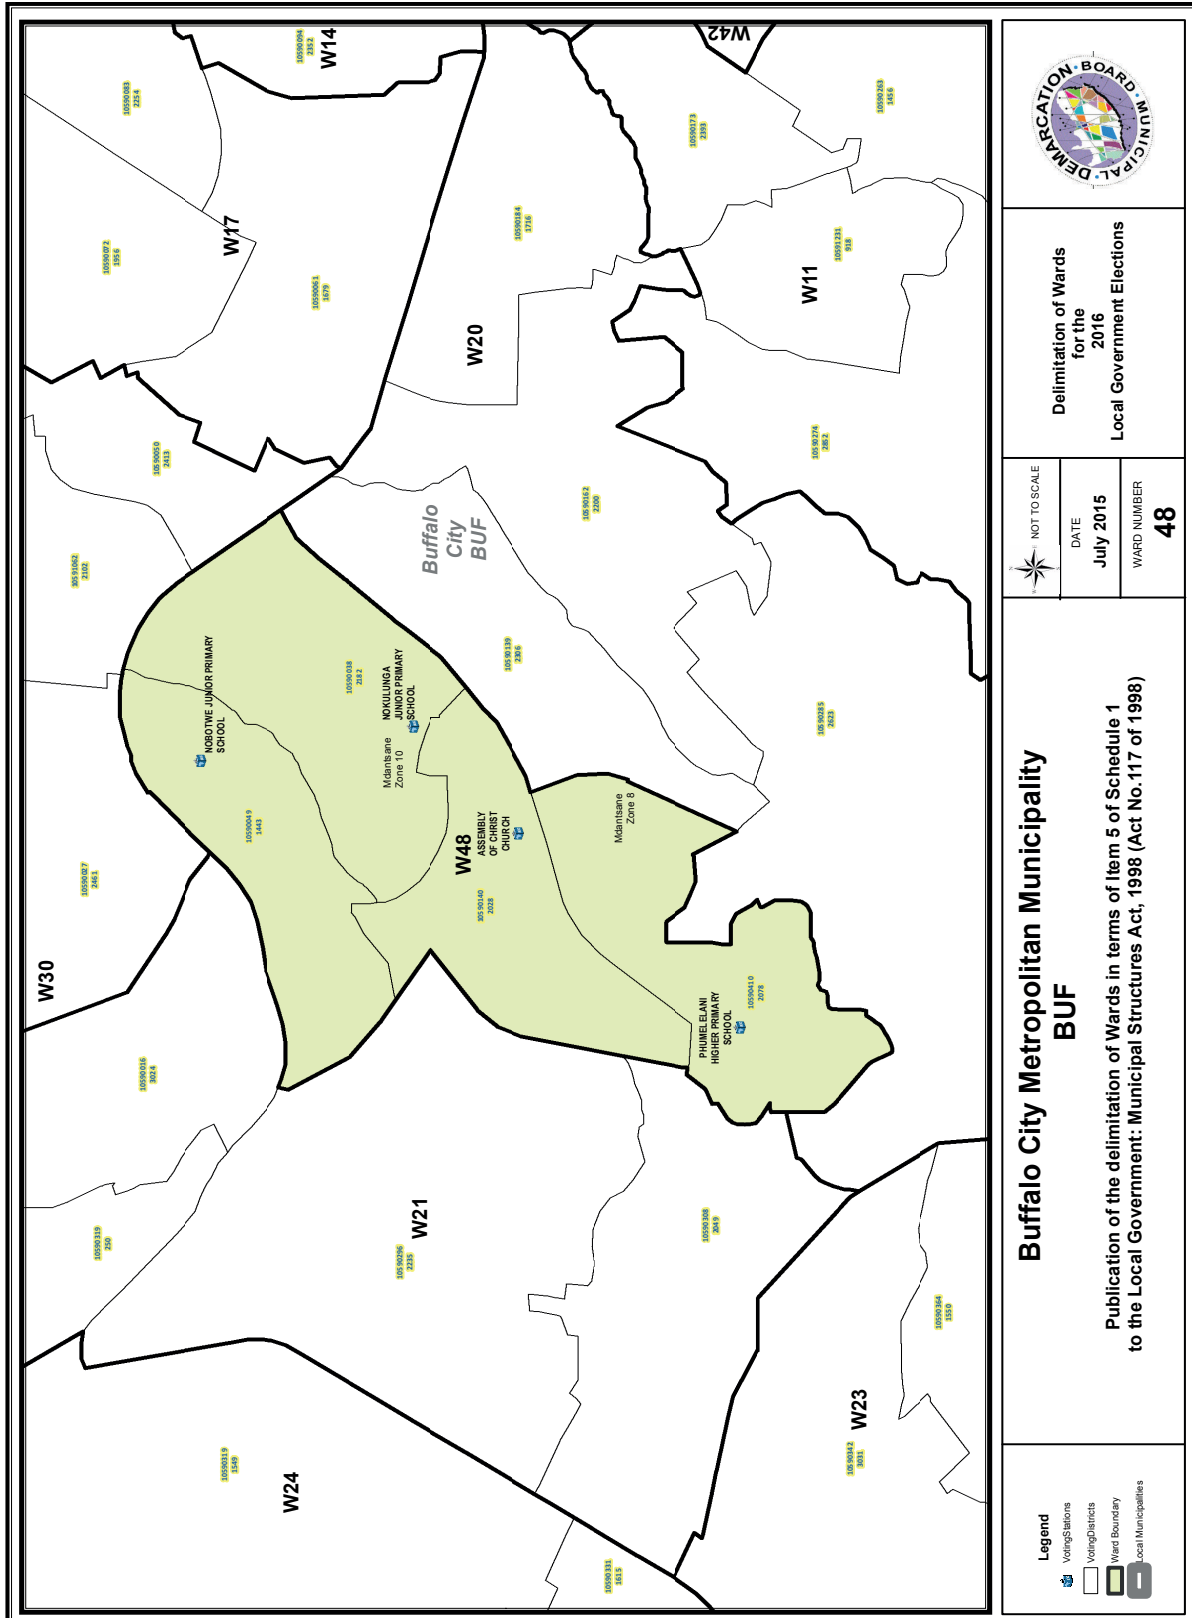 10590094
2352
W14
W42
10590083
2254
10590173
2393
10590263
1456
10590072
1956
W17
10590184
1716
10591231
918
W11
10590061
1679
W20
10590050
2413
10590274
2852
10590162
2200
Buffalo
City
BUF
10591062
2102
10590139
2306
10590285
2623
NOBOTWE JUNIOR PRIMARY
SCHOOL
10590038
2182
NOKULUNGA
JUNIOR PRIMARY
SCHOOL
Mdantsane
Zone 10
10590049
1443
Mdantsane
Zone 8
W48
ASSEMBLY
OF CHRIST
CHURCH
10590140
2028
10590027
2461
W30
PHUMELELANI
HIGHER PRIMARY
SCHOOL
10590410
2078
10590016
3024
10590319
250
W21
10590296
2235
10590308
2049
10590364
1550
W23
10590342
3031
10590319
1549
W24
10590331
1615
Legend
VotingStations
VotingDistricts
Ward Boundary
Local Municipalities
Buffalo City Metropolitan Municipality
BUF
Publication of the delimitation of Wards in terms of Item 5 of Schedule 1
to the Local Government: Municipal Structures Act, 1998 (Act No.117 of 1998)
NOT TO SCALE
DATE
July 2015
WARD NUMBER
48
Delimitation of Wards
for the
2016
Local Government Elections
MUNICIPAL • DEMARCATION • BOARD •